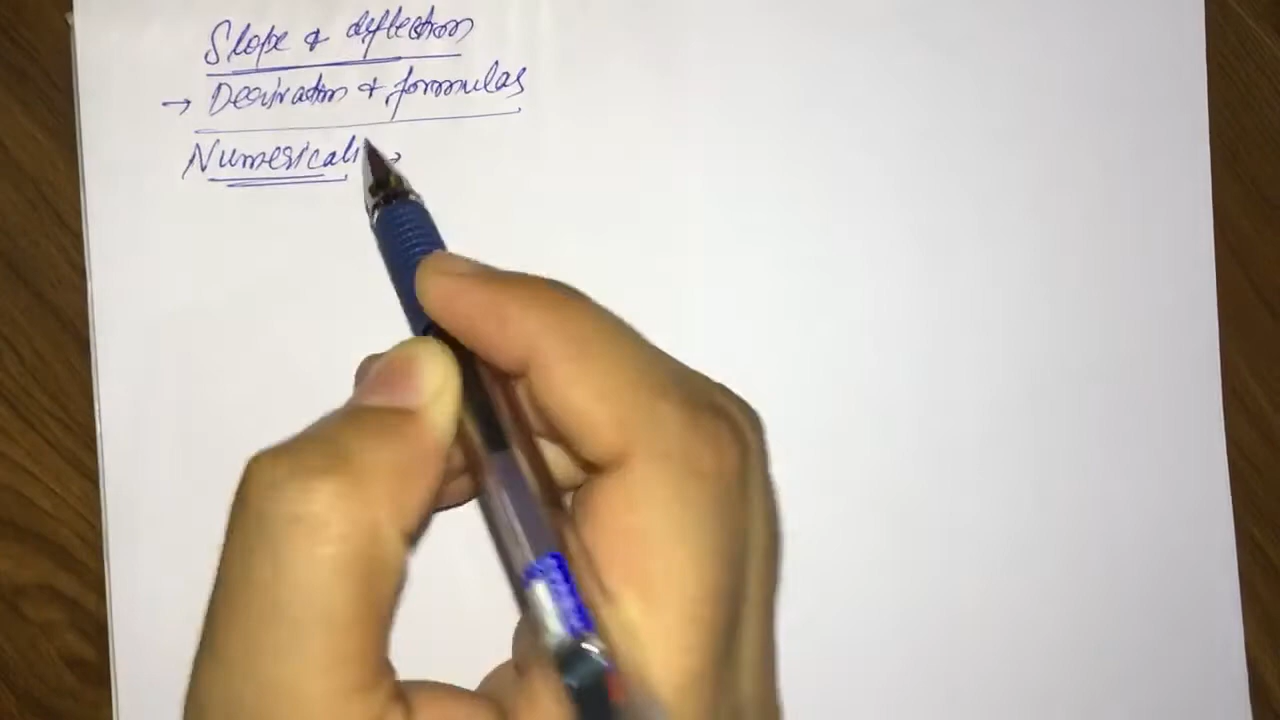 Slope & deflection
→ Derivation & formulas
Numericals